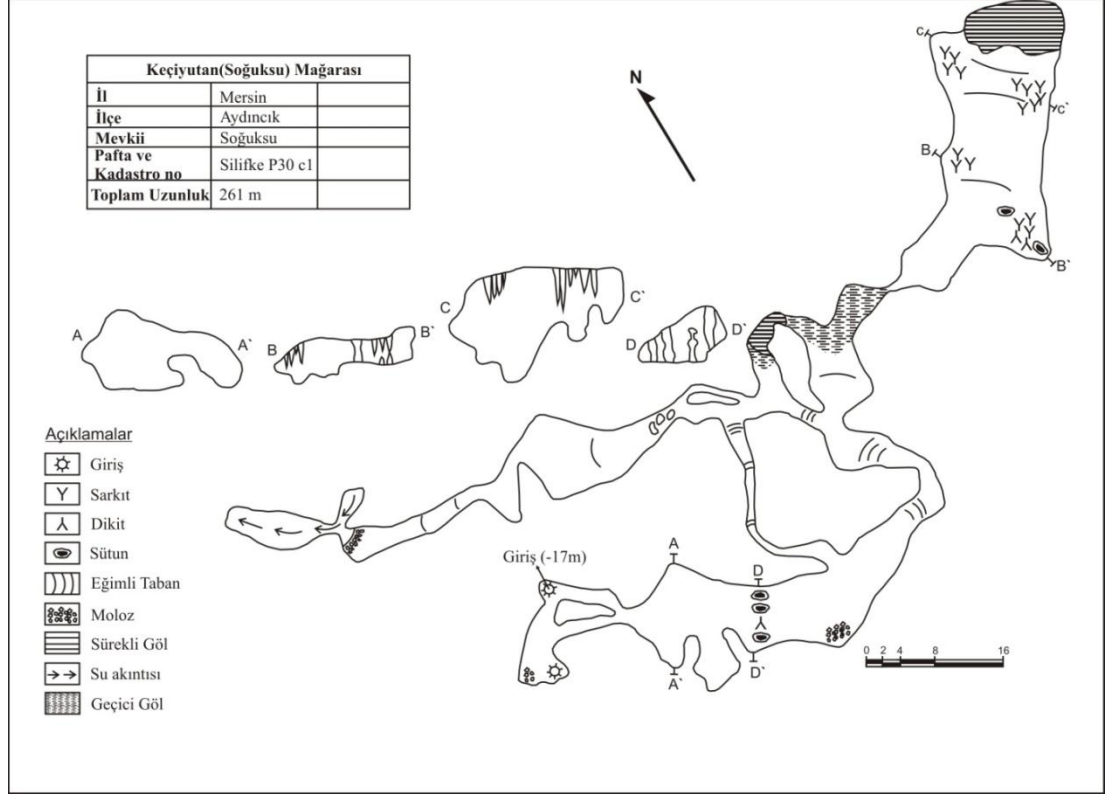 Keçiyutan(Soğuksu) Mağarası
İl Mersin
İlçe Aydıncık
Mevkii Soğuksu
Pafta ve
Kadastro no Silifke P30 c1
Toplam Uzunluk 261 m
N
c
c`
B
B`
A
A`
B
B`
C
C`
D
D`
Açıklamalar
Giriş
Sarkıt
Dikit
Sütun
Eğimli Taban
Moloz
Sürekli Göl
Su akıntısı
Geçici Göl
Giriş (-17m)
A
D
A`
D`
0 2 4 8 16